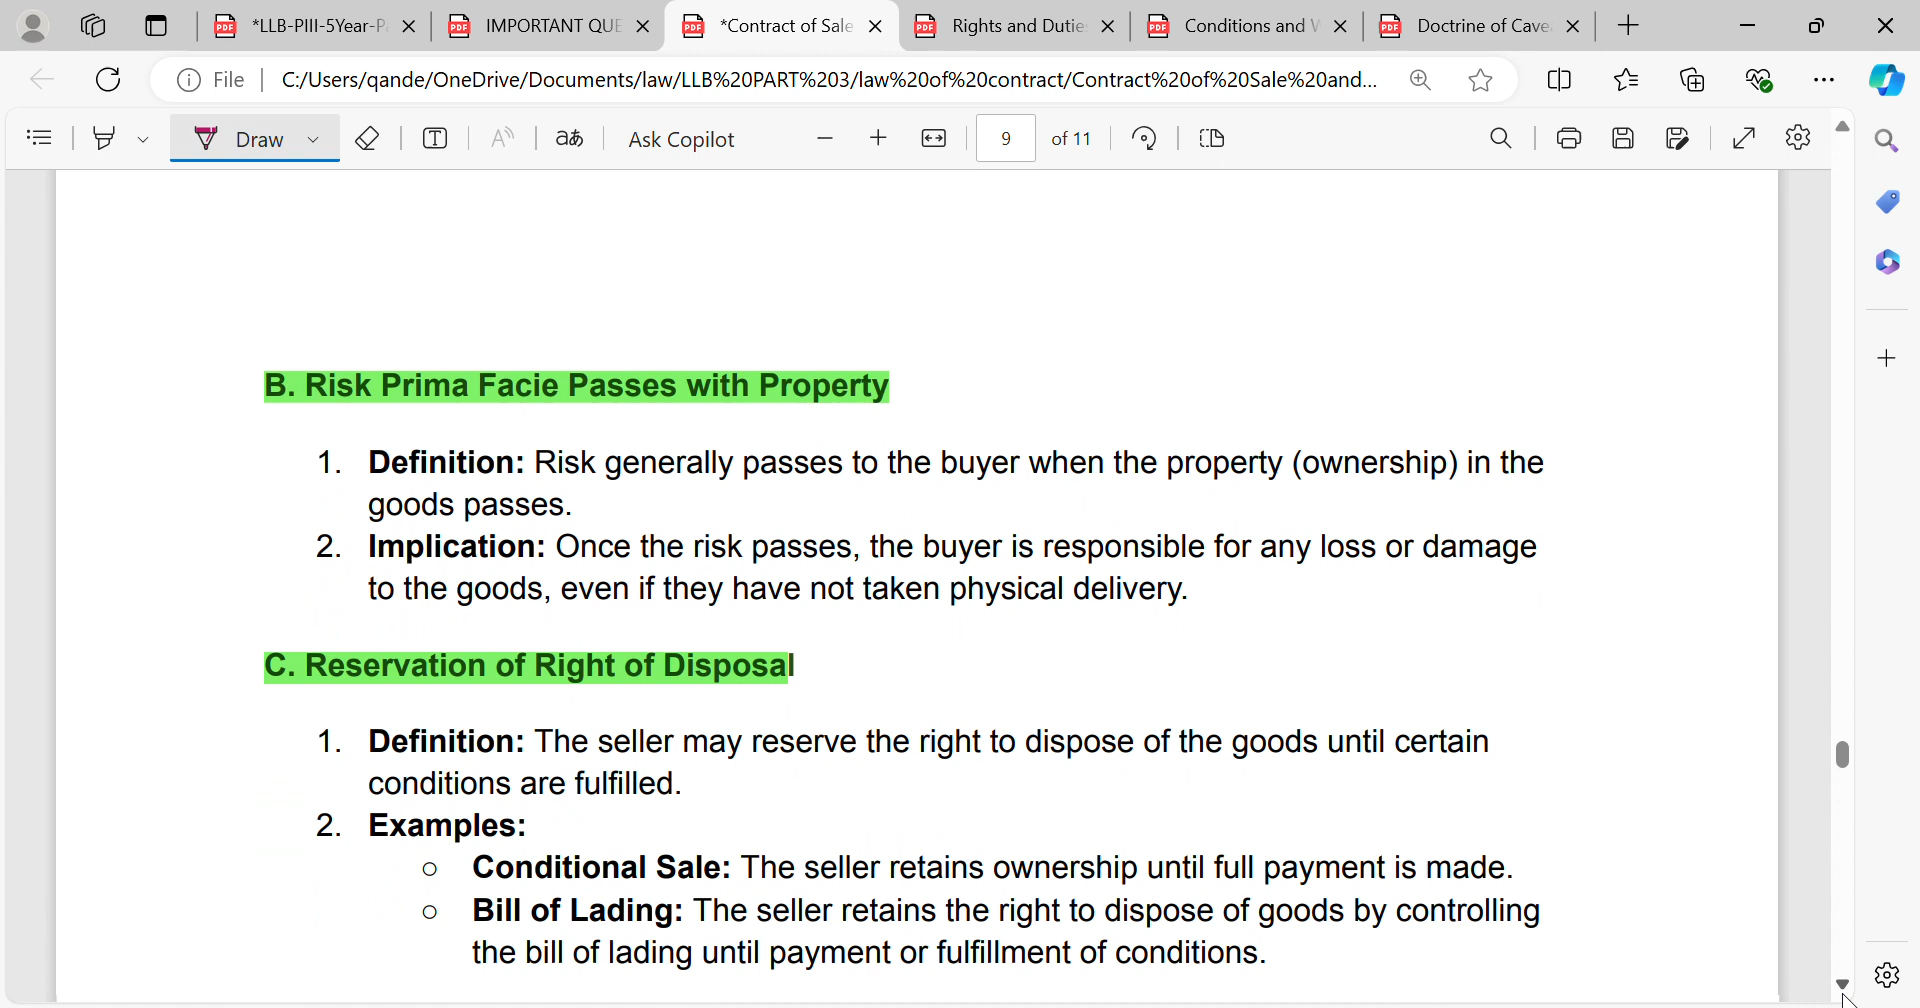 *LLB-PIII-5Year-P
IMPORTANT QUE
*Contract of Sale
Rights and Dutie
Conditions and W
Doctrine of Cave
File
C:/Users/qande/OneDrive/Documents/law/LLB%20PART%203/law%20of%20contract/Contract%20of%20Sale%20and...
Draw
aあ
Ask Copilot
9
of 11
B. Risk Prima Facie Passes with Property
1. Definition: Risk generally passes to the buyer when the property (ownership) in the
goods passes.
2. Implication: Once the risk passes, the buyer is responsible for any loss or damage
to the goods, even if they have not taken physical delivery.
C. Reservation of Right of Disposal
1. Definition: The seller may reserve the right to dispose of the goods until certain
conditions are fulfilled.
2. Examples:
○ Conditional Sale: The seller retains ownership until full payment is made.
○ Bill of Lading: The seller retains the right to dispose of goods by controlling
the bill of lading until payment or fulfillment of conditions.